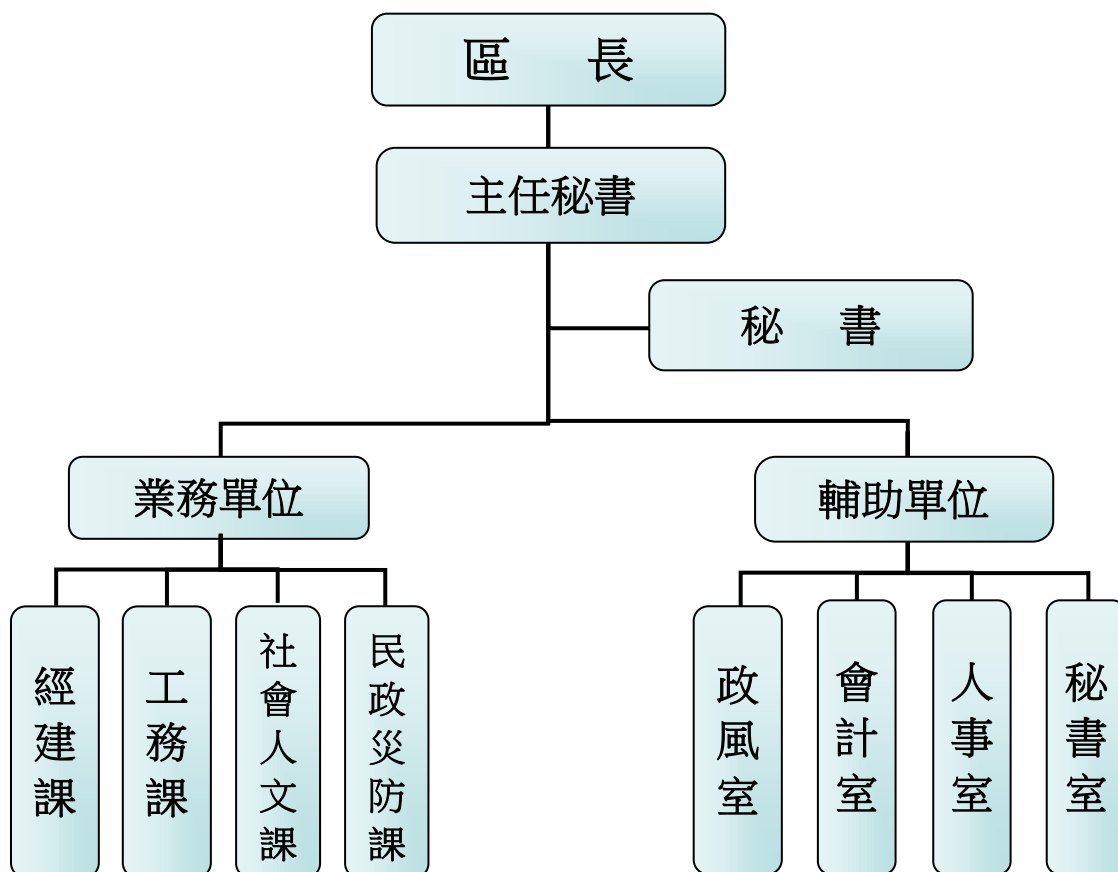 區 長
主任秘書
秘 書
業務單位
輔助單位
經建課
工務課
社會人文課
民政災防課
政風室
會計室
人事室
秘書室